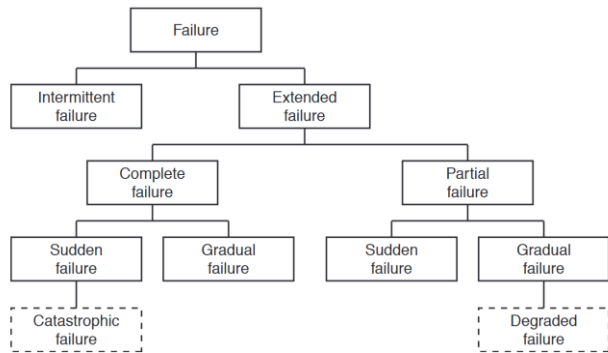 Failure
Intermittent
failure
Extended
failure
Complete
failure
Partial
failure
Sudden
failure
Gradual
failure
Sudden
failure
Gradual
failure
Catastrophic
failure
Degraded
failure